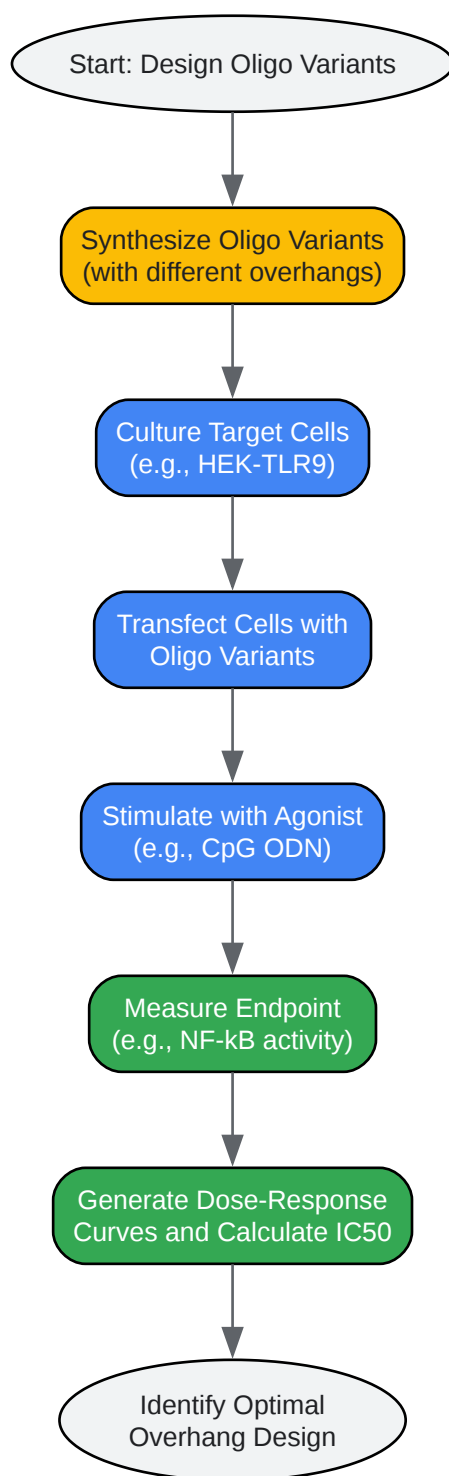 Start: Design Oligo Variants
Synthesize Oligo Variants
(with different overhangs)
Culture Target Cells
(e.g., HEK-TLR9)
Transfect Cells with
Oligo Variants
Stimulate with Agonist
(e.g., CpG ODN)
Measure Endpoint
(e.g., NF-kB activity)
Generate Dose-Response
Curves and Calculate IC50
Identify Optimal
Overhang Design